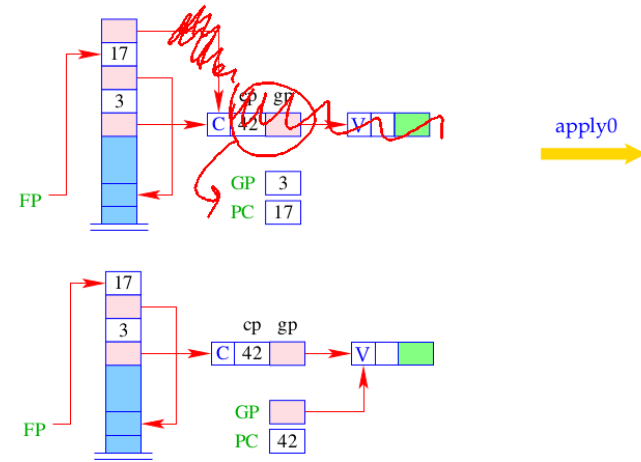 17
cp gp
3
C 42 V
apply0
GP 3
FP
PC 17
17
3
cp gp
C 42 V
GP
FP
PC 42